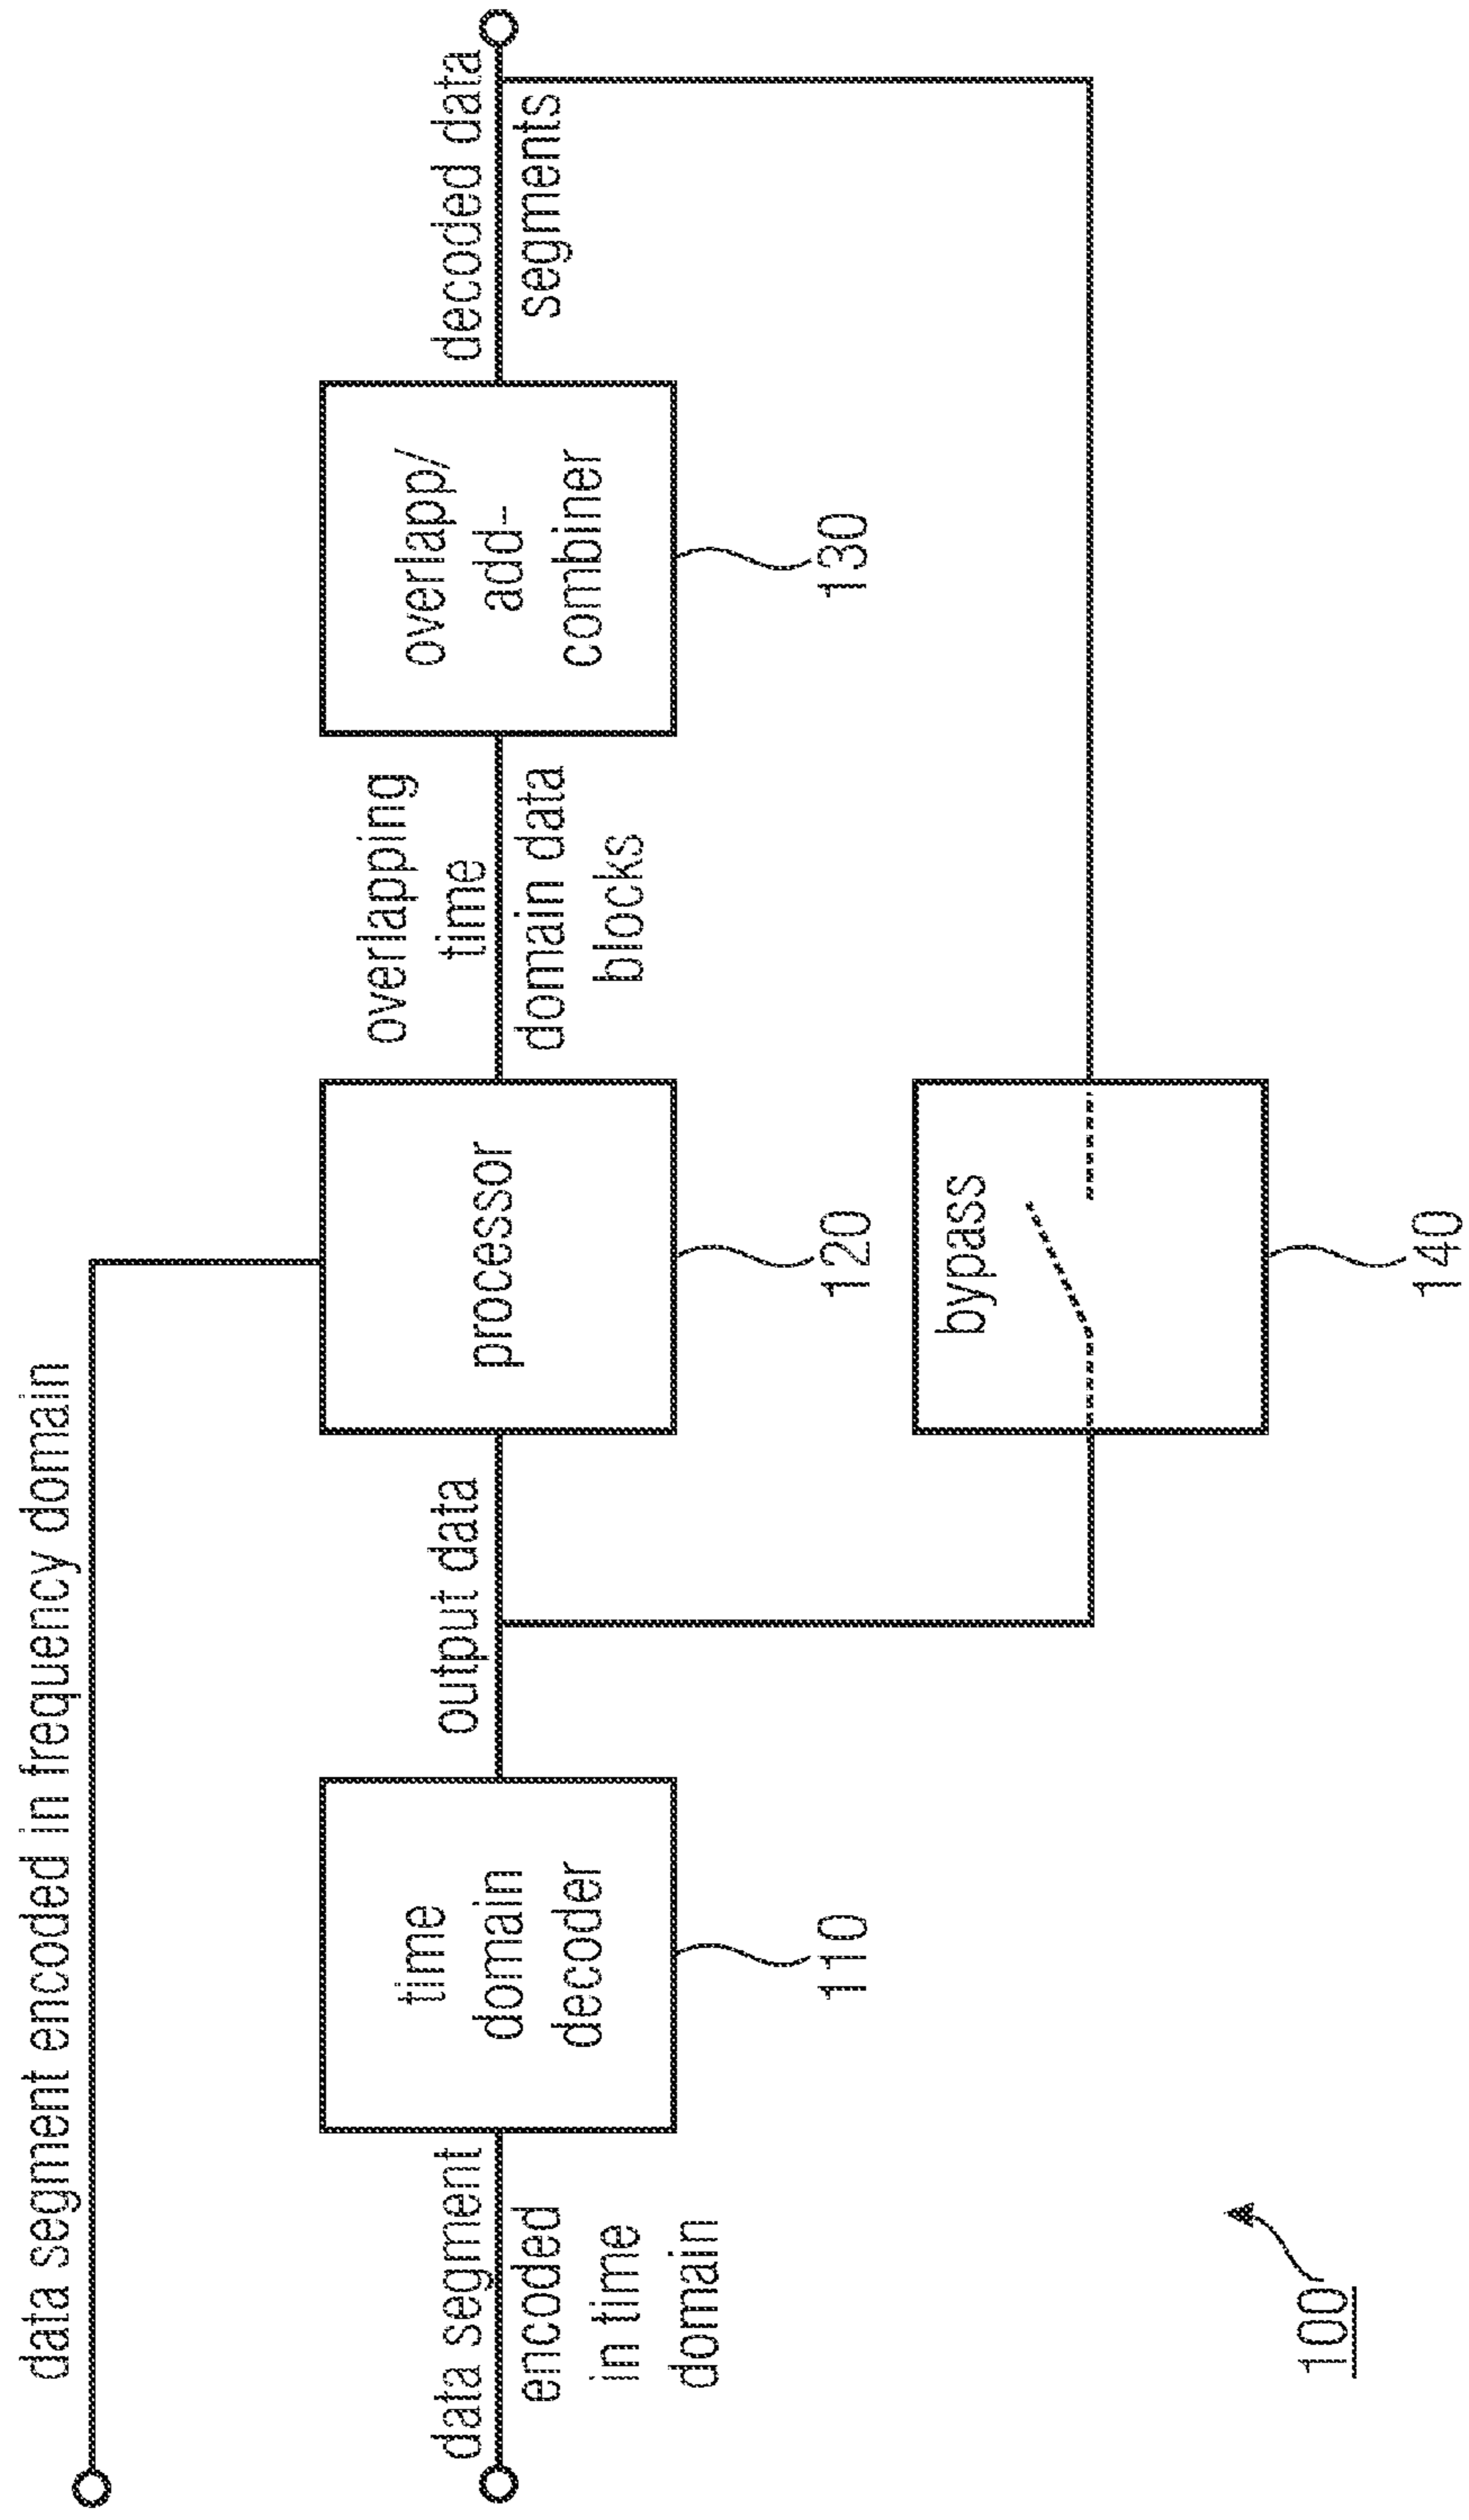 data segment encoded in frequency domain
data segment
encoded
in time
domain
time
domain
decoder
110
output data
processor
120
overlapping
time
domain data
blocks
overlapp/
add-
combiner
130
decoded data
segments
bypass
140
100